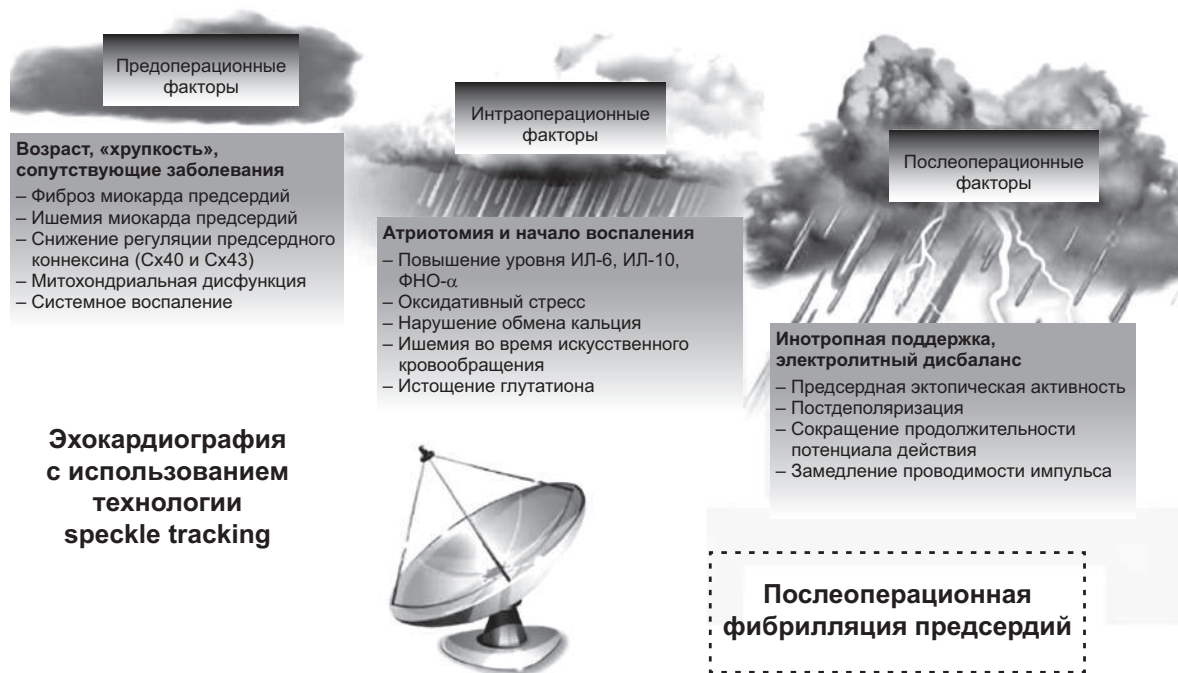 Предоперационные
факторы
Возраст, «хрупкость»,
сопутствующие заболевания
– Фиброз миокарда предсердий
– Ишемия миокарда предсердий
– Снижение регуляции предсердного
коннексина (Cx40 и Cx43)
– Митохондриальная дисфункция
– Системное воспаление
Интраоперационные
факторы
Атриотомия и начало воспаления
– Повышение уровня ИЛ-6, ИЛ-10,
ФНО-α
– Оксидативный стресс
– Нарушение обмена кальция
– Ишемия во время искусственного
кровообращения
– Истощение глутатиона
Послеоперационные
факторы
Инотропная поддержка,
электролитный дисбаланс
– Предсердная эктопическая активность
– Постдеполяризация
– Сокращение продолжительности
потенциала действия
– Замедление проводимости импульса
Эхокардиография
с использованием
технологии
speckle tracking
Послеоперационная
фибрилляция предсердий